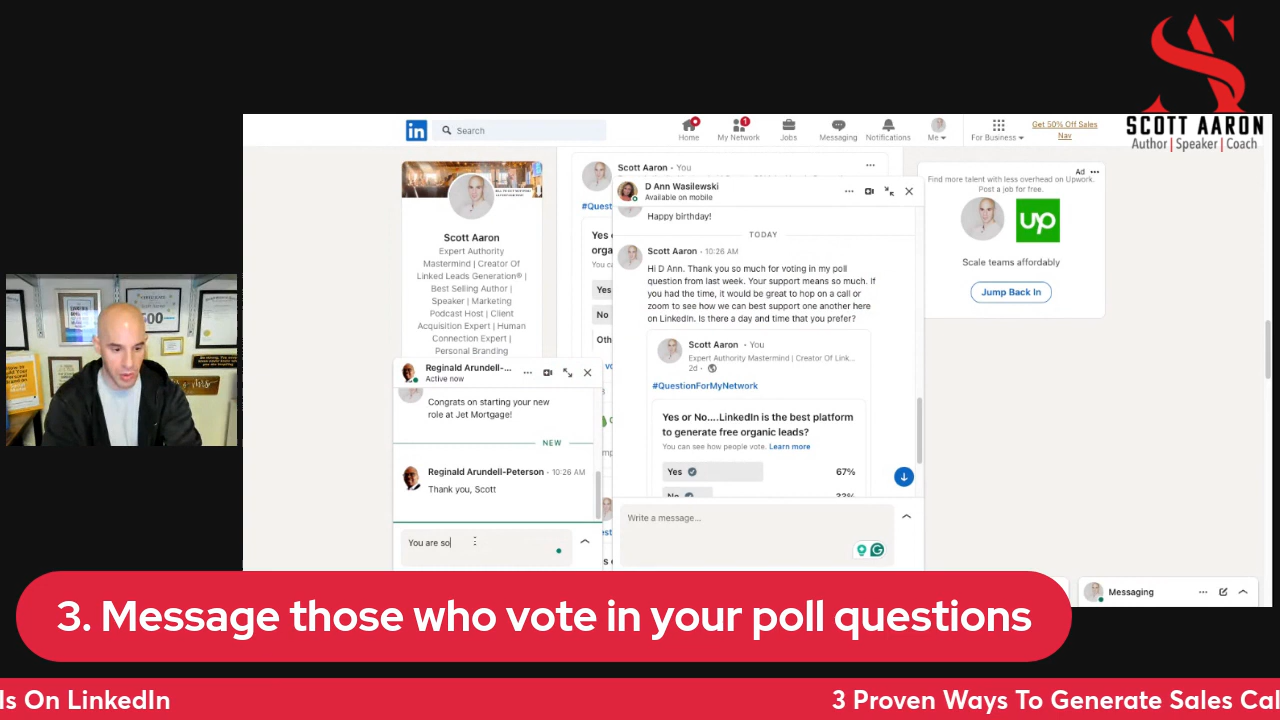 SCOTT AARON
Author | Speaker | Coach
in
Search
Home
1
My Network
Jobs
Messaging
Notifications
Me
For Business
Get 50% Off Sales
Nav
Scott Aaron
Expert Authority
Mastermind | Creator Of
Linked Leads Generation® |
Best Selling Author |
Speaker | Marketing
Podcast Host | Client
Acquisition Expert | Human
Connection Expert |
Personal Branding
Scott Aaron • You
#Quest
Yes
No
D Ann Wasilewski
Available on mobile
Happy birthday!
TODAY
Scott Aaron • 10:26 AM
Hi D Ann. Thank you so much for voting in my poll
question from last week. Your support means so much. If
you had the time, it would be great to hop on a call or
zoom to see how we can best support one another here
on LinkedIn. Is there a day and time that you prefer?
Scott Aaron • You
Expert Authority Mastermind | Creator Of Link...
2d •
#QuestionForMyNetwork
Yes or No....LinkedIn is the best platform
to generate free organic leads?
You can see how people vote. Learn more
Yes
67%
No
33%
Write a message...
Ad
Find more talent with less overhead on Upwork.
Post a job for free.
up
Scale teams affordably
Jump Back In
Reginald Arundell-...
Active now
Congrats on starting your new
role at Jet Mortgage!
NEW
Reginald Arundell-Peterson • 10:26 AM
Thank you, Scott
You are so
Messaging
3. Message those who vote in your poll questions
ls On LinkedIn
3 Proven Ways To Generate Sales Cal